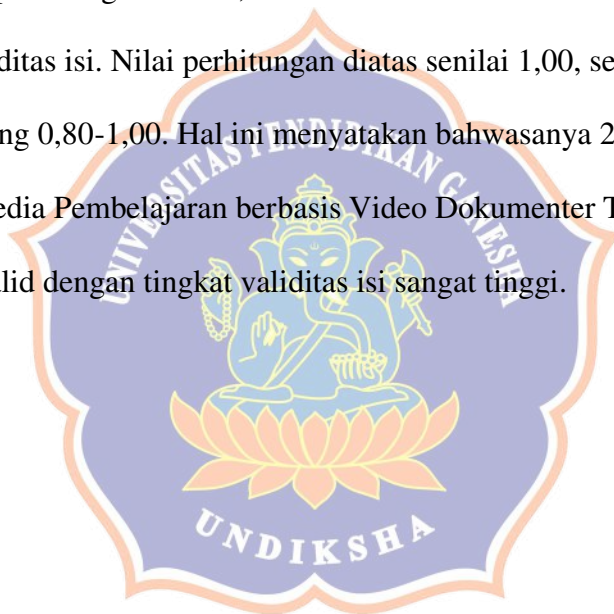 ditas isi. Nilai perhitungan diatas senilai 1,00, se
ng 0,80-1,00. Hal ini menyatakan bahwasanya 2
edia Pembelajaran berbasis Video Dokumenter T
lid dengan tingkat validitas isi sangat tinggi.
UNIVERSITAS PENDIDIKAN GANESHA
UNDIKSHA